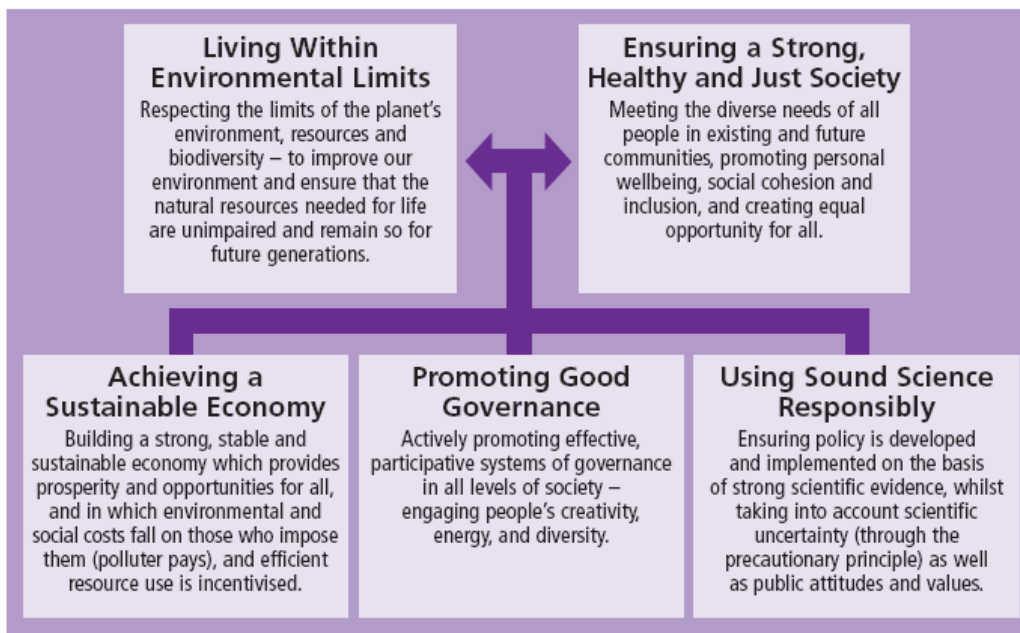 Living Within
Environmental Limits
Respecting the limits of the planet’s
environment, resources and
biodiversity – to improve our
environment and ensure that the
natural resources needed for life
are unimpaired and remain so for
future generations.
Ensuring a Strong,
Healthy and Just Society
Meeting the diverse needs of all
people in existing and future
communities, promoting personal
wellbeing, social cohesion and
inclusion, and creating equal
opportunity for all.
Achieving a
Sustainable Economy
Building a strong, stable and
sustainable economy which provides
prosperity and opportunities for all,
and in which environmental and
social costs fall on those who impose
them (polluter pays), and efficient
resource use is incentivised.
Promoting Good
Governance
Actively promoting effective,
participative systems of governance
in all levels of society –
engaging people’s creativity,
energy, and diversity.
Using Sound Science
Responsibly
Ensuring policy is developed
and implemented on the basis
of strong scientific evidence, whilst
taking into account scientific
uncertainty (through the
precautionary principle) as well
as public attitudes and values.